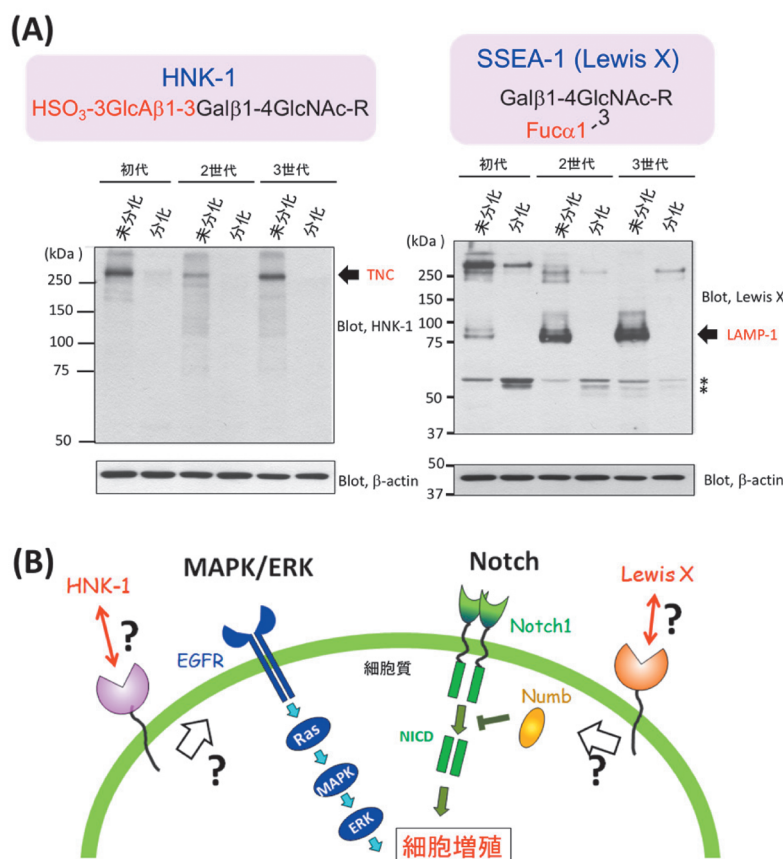 (A)
HNK-1
HSO₃-3GlcAβ1-3Galβ1-4GlcNAc-R
初代 2世代 3世代
未分化 分化 未分化 分化 未分化 分化
(kDa)
250
150
100
75
50
TNC
Blot, HNK-1
Blot, β-actin
SSEA-1 (Lewis X)
Galβ1-4GlcNAc-R
Fucα1-3
初代 2世代 3世代
未分化 分化 未分化 分化 未分化 分化
(kDa)
250
150
100
75
50
37
Blot, Lewis X
LAMP-1
*
*
50
37
Blot, β-actin
(B)
MAPK/ERK
Notch
HNK-1
Lewis X
?
?
Notch1
EGFR
細胞質
Numb
NICD
Ras
?
?
MAPK
ERK
細胞増殖